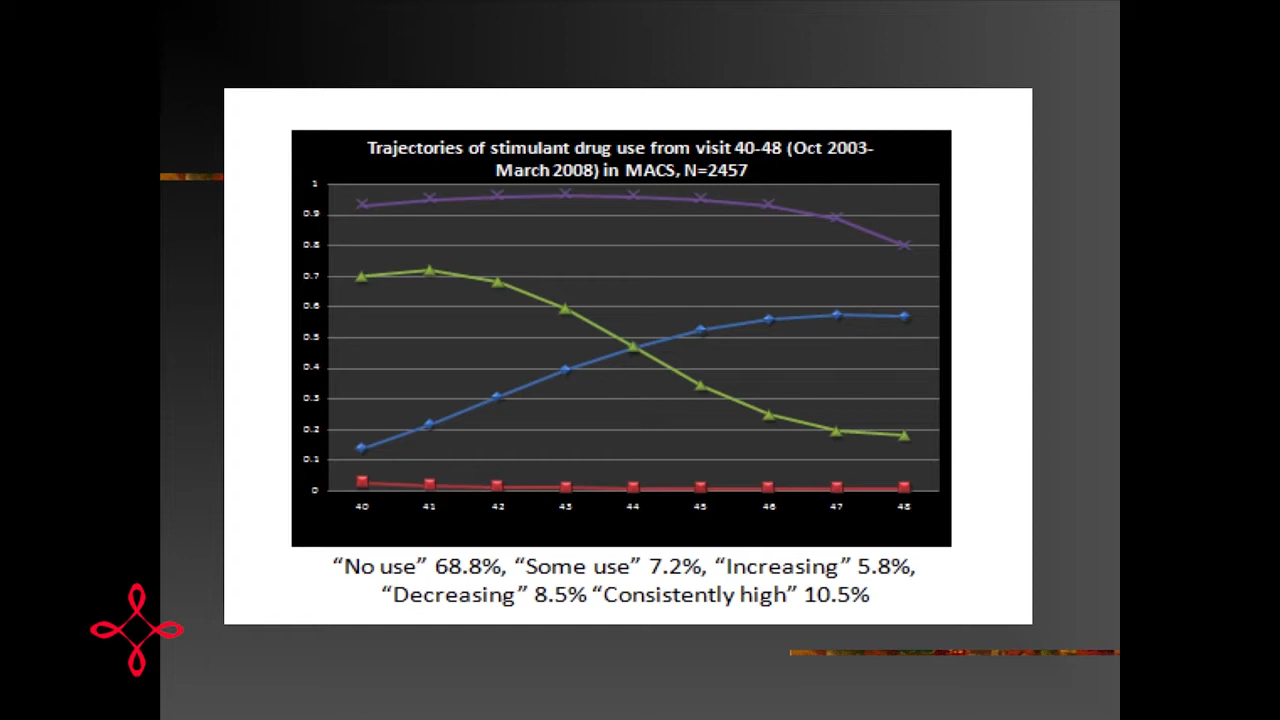 Trajectories of stimulant drug use from visit 40-48 (Oct 2003-
March 2008) in MACS, N=2457
1
0.9
0.8
0.7
0.6
0.5
0.4
0.3
0.2
0.1
0
40 41 42 43 44 45 46 47 48
“No use” 68.8%, “Some use” 7.2%, “Increasing” 5.8%,
“Decreasing” 8.5% “Consistently high” 10.5%